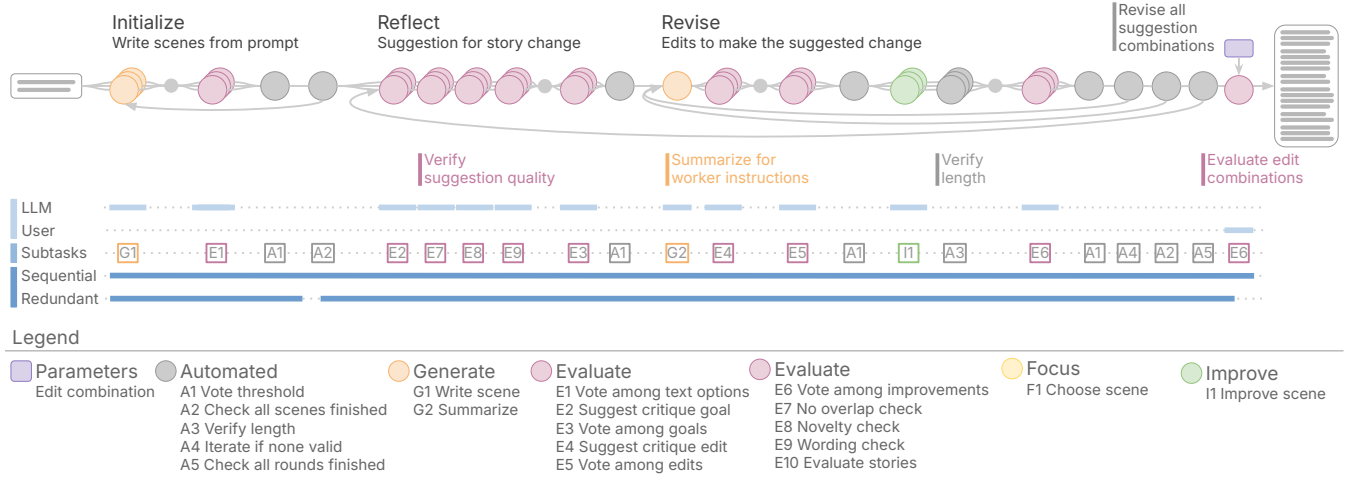 Initialize
Write scenes from prompt
Reflect
Suggestion for story change
Revise
Edits to make the suggested change
Revise all
suggestion
combinations
Verify
suggestion quality
Summarize for
worker instructions
Verify
length
Evaluate edit
combinations
LLM
User
Subtasks G1 E1 A1 A2 E2 E7 E8 E9 E3 A1 G2 E4 E5 A1 I1 A3 E6 A1 A4 A2 A5 E6
Sequential
Redundant
Legend
Parameters
Edit combination
Automated
A1 Vote threshold
A2 Check all scenes finished
A3 Verify length
A4 Iterate if none valid
A5 Check all rounds finished
Generate
G1 Write scene
G2 Summarize
Evaluate
E1 Vote among text options
E2 Suggest critique goal
E3 Vote among goals
E4 Suggest critique edit
E5 Vote among edits
Evaluate
E6 Vote among improvements
E7 No overlap check
E8 Novelty check
E9 Wording check
E10 Evaluate stories
Focus
F1 Choose scene
Improve
I1 Improve scene